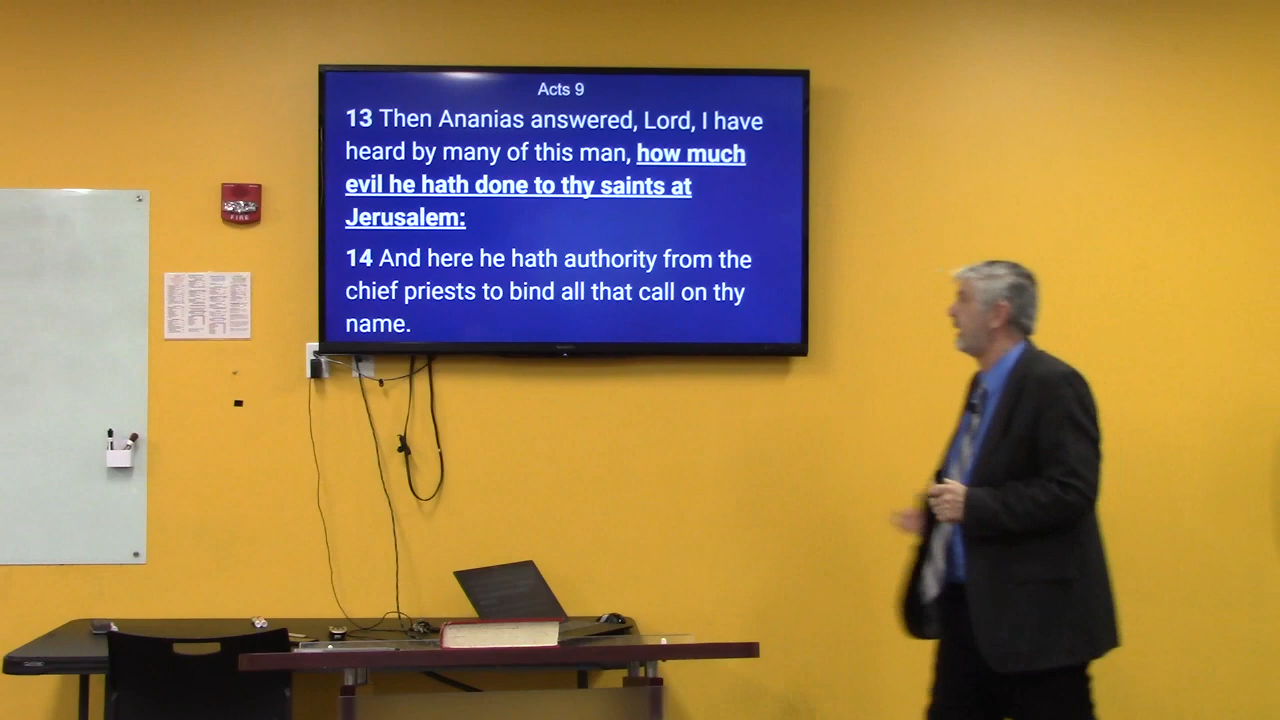 Acts 9
13 Then Ananias answered, Lord, I have
heard by many of this man, how much
evil he hath done to thy saints at
Jerusalem:
14 And here he hath authority from the
chief priests to bind all that call on thy
name.
FIRE